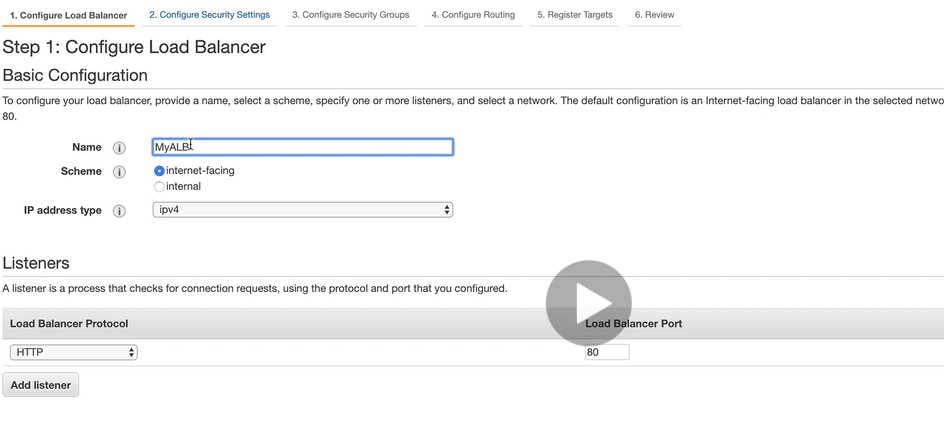 1. Configure Load Balancer 2. Configure Security Settings 3. Configure Security Groups 4. Configure Routing 5. Register Targets 6. Review
Step 1: Configure Load Balancer
Basic Configuration
To configure your load balancer, provide a name, select a scheme, specify one or more listeners, and select a network. The default configuration is an Internet-facing load balancer in the selected netwo
80.
Name i MyALB
Scheme i internet-facing
internal
IP address type i ipv4
Listeners
A listener is a process that checks for connection requests, using the protocol and port that you configured.
Load Balancer Protocol Load Balancer Port
HTTP 80
Add listener